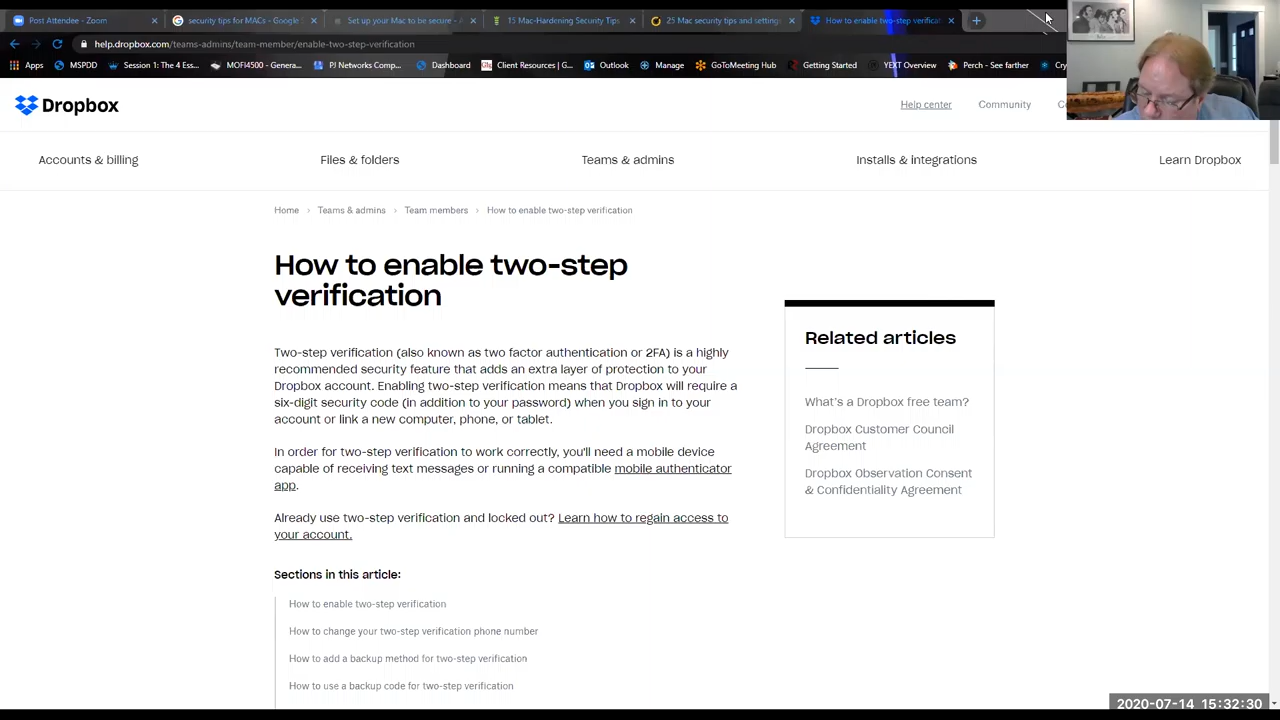 Post Attendee - Zoom
security tips for MACs - Google S
Set up your Mac to be secure - A
15 Mac-Hardening Security Tips
25 Mac security tips and settings
How to enable two-step verificat
help.dropbox.com/teams-admins/team-member/enable-two-step-verification
Apps
MSPDD
Session 1: The 4 Ess...
MOFI4500 - Genera...
PJ Networks Comp...
Dashboard
Client Resources | G...
Outlook
Manage
GoToMeeting Hub
Getting Started
YEXT Overview
Perch - See farther
Cry
Dropbox
Help center
Community
Accounts & billing
Files & folders
Teams & admins
Installs & integrations
Learn Dropbox
Home › Teams & admins › Team members › How to enable two-step verification
How to enable two-step
verification
Two-step verification (also known as two factor authentication or 2FA) is a highly
recommended security feature that adds an extra layer of protection to your
Dropbox account. Enabling two-step verification means that Dropbox will require a
six-digit security code (in addition to your password) when you sign in to your
account or link a new computer, phone, or tablet.
In order for two-step verification to work correctly, you'll need a mobile device
capable of receiving text messages or running a compatible mobile authenticator
app.
Already use two-step verification and locked out? Learn how to regain access to
your account.
Sections in this article:
How to enable two-step verification
How to change your two-step verification phone number
How to add a backup method for two-step verification
How to use a backup code for two-step verification
Related articles
What's a Dropbox free team?
Dropbox Customer Council
Agreement
Dropbox Observation Consent
& Confidentiality Agreement
2020-07-14 15:32:30